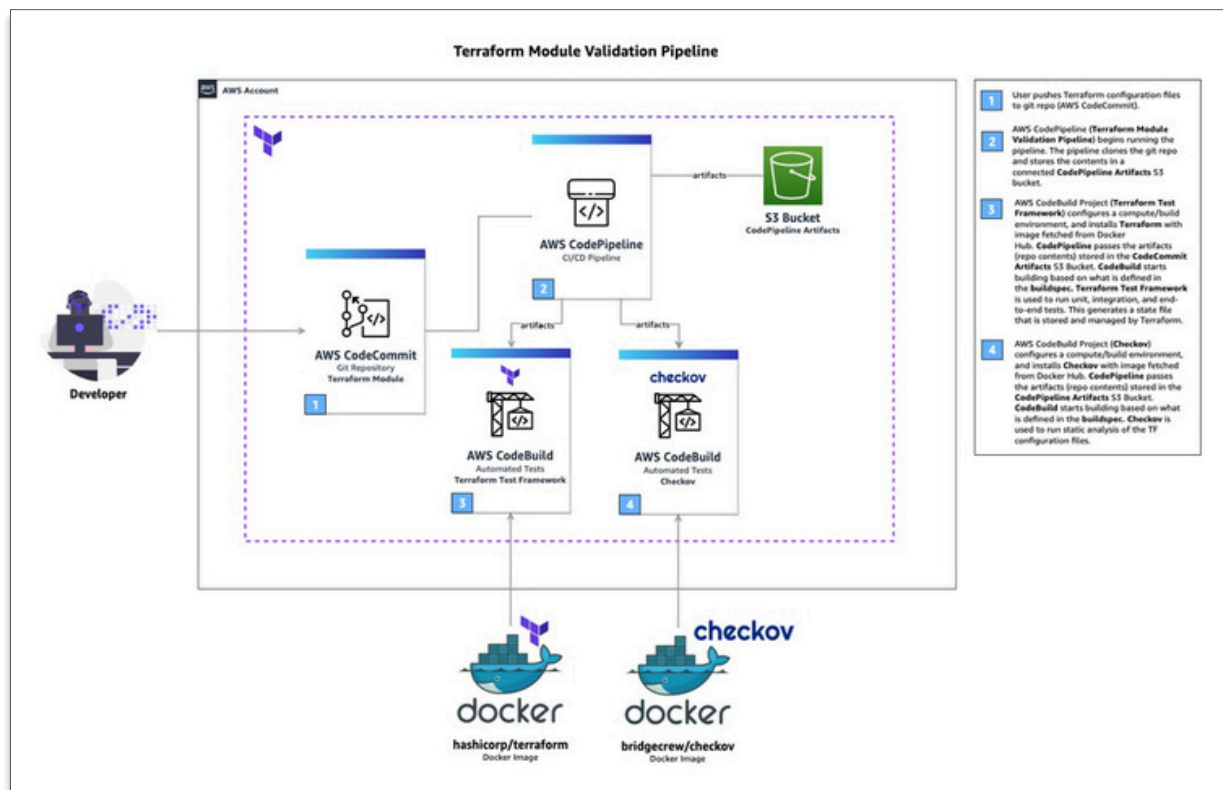 Terraform Module Validation Pipeline
aws
AWS Account
artifacts
S3 Bucket
CodePipeline Artifacts
AWS CodePipeline
CI/CD Pipeline
2
Developer
AWS CodeCommit
Git Repository
Terraform Module
1
artifacts
artifacts
AWS CodeBuild
Automated Tests
Terraform Test Framework
3
checkov
AWS CodeBuild
Automated Tests
Checkov
4
docker
hashicorp/terraform
Docker Image
checkov
docker
bridgecrew/checkov
Docker Image
1
User pushes Terraform configuration files
to git repo (AWS CodeCommit).
2
AWS CodePipeline (Terraform Module
Validation Pipeline) begins running the
pipeline. The pipeline clones the git repo
and stores the contents in a
connected CodePipeline Artifacts S3
bucket.
3
AWS CodeBuild Project (Terraform Test
Framework) configures a compute/build
environment, and installs Terraform with
image fetched from Docker
Hub. CodePipeline passes the artifacts
(repo contents) stored in the CodeCommit
Artifacts S3 Bucket. CodeBuild starts
building based on what is defined in
the buildspec. Terraform Test Framework
is used to run unit, integration, and end-
to-end tests. This generates a state file
that is stored and managed by Terraform.
4
AWS CodeBuild Project (Checkov)
configures a compute/build environment,
and installs Checkov with image fetched
from Docker Hub. CodePipeline passes
the artifacts (repo contents) stored in the
CodePipeline Artifacts S3 Bucket.
CodeBuild starts building based on what
is defined in the buildspec. Checkov is
used to run static analysis of the TF
configuration files.